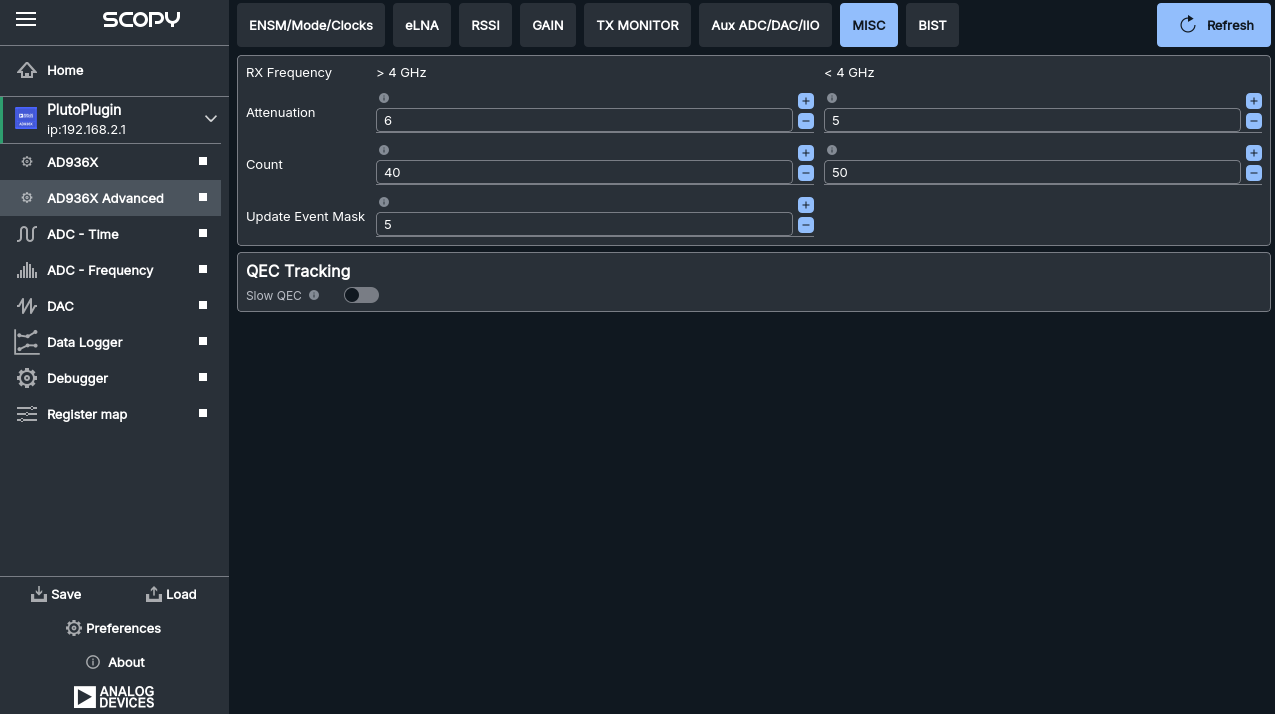 SCOPY
Home
PlutoPlugin
ip:192.168.2.1
AD936X
AD936X Advanced
ADC - Time
ADC - Frequency
DAC
Data Logger
Debugger
Register map
Save Load
Preferences
About
ANALOG
DEVICES
ENSM/Mode/Clocks eLNA RSSI GAIN TX MONITOR Aux ADC/DAC/IIO MISC BIST Refresh
RX Frequency > 4 GHz < 4 GHz
Attenuation 6 5
Count 40 50
Update Event Mask 5
QEC Tracking
Slow QEC